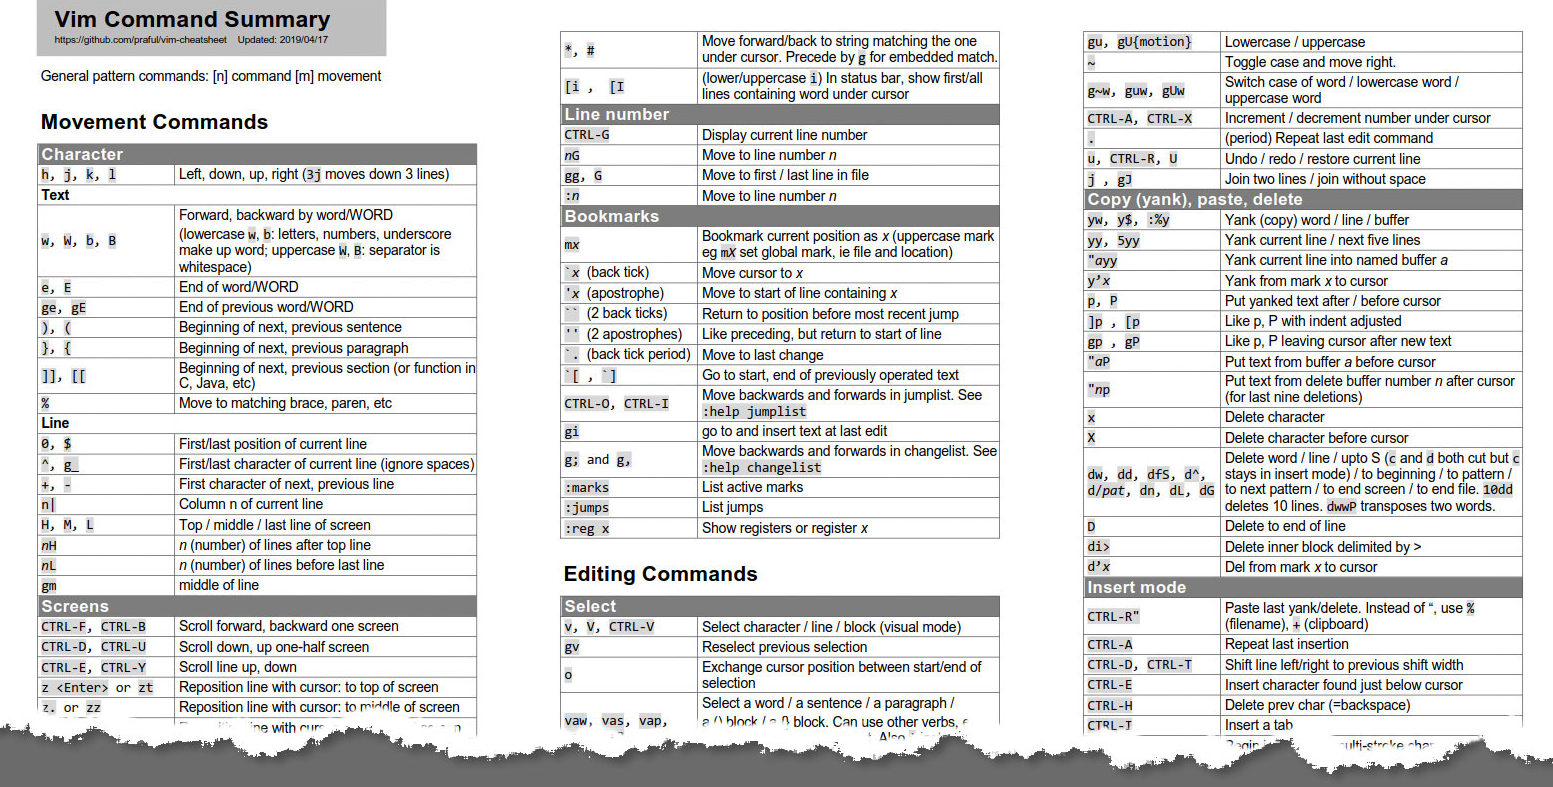 Vim Command Summary
https://github.com/praful/vim-cheatsheet Updated: 2019/04/17
General pattern commands: [n] command [m] movement
Movement Commands
Character
h, j, k, l Left, down, up, right (3j moves down 3 lines)
Text
w, W, b, B Forward, backward by word/WORD
(lowercase w, b: letters, numbers, underscore
make up word; uppercase W, B: separator is
whitespace)
e, E End of word/WORD
ge, gE End of previous word/WORD
), ( Beginning of next, previous sentence
}, { Beginning of next, previous paragraph
]], [[ Beginning of next, previous section (or function in
C, Java, etc)
% Move to matching brace, paren, etc
Line
0, $ First/last position of current line
^, g_ First/last character of current line (ignore spaces)
+, - First character of next, previous line
n| Column n of current line
H, M, L Top / middle / last line of screen
nH n (number) of lines after top line
nL n (number) of lines before last line
gm middle of line
Screens
CTRL-F, CTRL-B Scroll forward, backward one screen
CTRL-D, CTRL-U Scroll down, up one-half screen
CTRL-E, CTRL-Y Scroll line up, down
z <Enter> or zt Reposition line with cursor: to top of screen
z. or zz Reposition line with cursor: to middle of screen
*, # Move forward/back to string matching the one
under cursor. Precede by g for embedded match.
[i , [I (lower/uppercase i) In status bar, show first/all
lines containing word under cursor
Line number
CTRL-G Display current line number
nG Move to line number n
gg, G Move to first / last line in file
:n Move to line number n
Bookmarks
mx Bookmark current position as x (uppercase mark
eg mX set global mark, ie file and location)
`x (back tick) Move cursor to x
'x (apostrophe) Move to start of line containing x
`` (2 back ticks) Return to position before most recent jump
'' (2 apostrophes) Like preceding, but return to start of line
`. (back tick period) Move to last change
`[ , `] Go to start, end of previously operated text
CTRL-O, CTRL-I Move backwards and forwards in jumplist. See
:help jumplist
gi go to and insert text at last edit
g; and g, Move backwards and forwards in changelist. See
:help changelist
:marks List active marks
:jumps List jumps
:reg x Show registers or register x
Editing Commands
Select
v, V, CTRL-V Select character / line / block (visual mode)
gv Reselect previous selection
o Exchange cursor position between start/end of
selection
Select a word / a sentence / a paragraph /
vaw, vas, vap, a () block / a {} block. Can use other verbs,
Also
gu, gU{motion} Lowercase / uppercase
~ Toggle case and move right.
g~w, guw, gUw Switch case of word / lowercase word /
uppercase word
CTRL-A, CTRL-X Increment / decrement number under cursor
. (period) Repeat last edit command
u, CTRL-R, U Undo / redo / restore current line
j , gJ Join two lines / join without space
Copy (yank), paste, delete
yw, y$, :%y Yank (copy) word / line / buffer
yy, 5yy Yank current line / next five lines
"ayy Yank current line into named buffer a
y’x Yank from mark x to cursor
p, P Put yanked text after / before cursor
]p , [p Like p, P with indent adjusted
gp , gP Like p, P leaving cursor after new text
"aP Put text from buffer a before cursor
"np Put text from delete buffer number n after cursor
(for last nine deletions)
x Delete character
X Delete character before cursor
dw, dd, dfS, d^,
d/pat, dn, dL, dG Delete word / line / upto S (c and d both cut but c
stays in insert mode) / to beginning / to pattern /
to next pattern / to end screen / to end file. 10dd
deletes 10 lines. dwwP transposes two words.
D Delete to end of line
di> Delete inner block delimited by >
d’x Del from mark x to cursor
Insert mode
CTRL-R" Paste last yank/delete. Instead of “, use %
(filename), + (clipboard)
CTRL-A Repeat last insertion
CTRL-D, CTRL-T Shift line left/right to previous shift width
CTRL-E Insert character found just below cursor
CTRL-H Delete prev char (=backspace)
CTRL-I Insert a tab